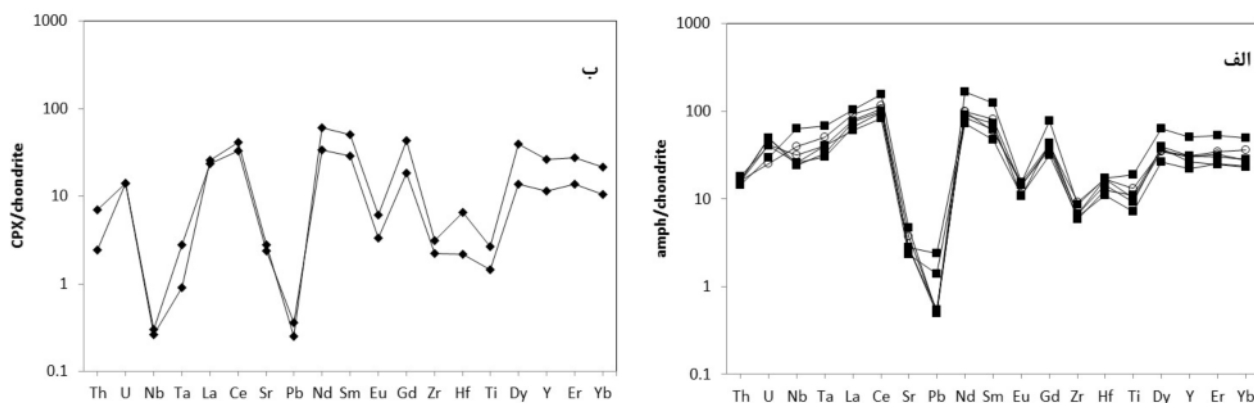 1000
100
10
1
0.1
CPX/chondrite
ب
Th U Nb Ta La Ce Sr Pb Nd Sm Eu Gd Zr Hf Ti Dy Y Er Yb
1000
100
10
1
0.1
amph/chondrite
الف
Th U Nb Ta La Ce Sr Pb Nd Sm Eu Gd Zr Hf Ti Dy Y Er Yb